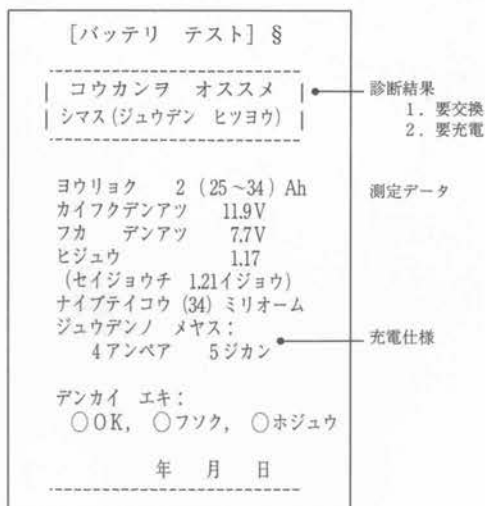 [バッテリ テスト] §
コウカンヲ オススメ
シマス(ジュウデン ヒツヨウ)
診断結果
1. 要交換
2. 要充電
ヨウリョク 2 (25～34) Ah
測定データ
カイフクデンアツ 11.9V
フカ デンアツ 7.7V
ヒジュウ 1.17
(セイジョウチ 1.21イジョウ)
ナイブテイコウ (34) ミリオーム
ジュウデンノ メヤス:
4アンペア 5ジカン
充電仕様
デンカイ エキ:
○OK, ○フソク, ○ホジュウ
年 月 日